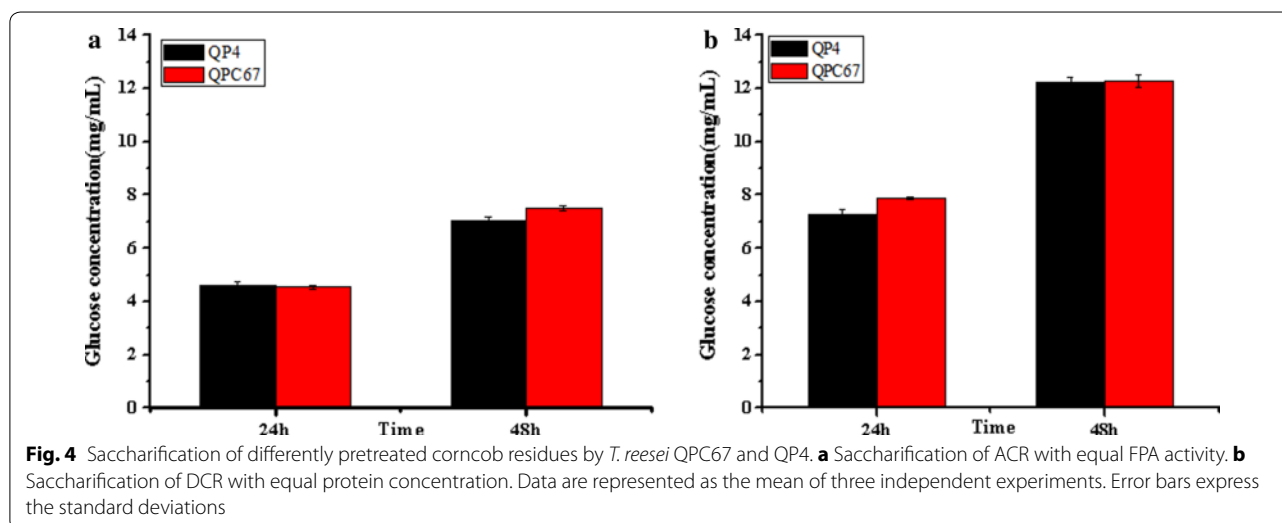 a
14
12
10
8
6
4
2
0
Glucose concentration(mg/mL)
QP4
QPC67
24h
Time
48h
b
14
12
10
8
6
4
2
0
Glucose concentration(mg/mL)
QP4
QPC67
24h
Time
48h
Fig. 4 Saccharification of differently pretreated corncob residues by T. reesei QPC67 and QP4. a Saccharification of ACR with equal FPA activity. b
Saccharification of DCR with equal protein concentration. Data are represented as the mean of three independent experiments. Error bars express
the standard deviations